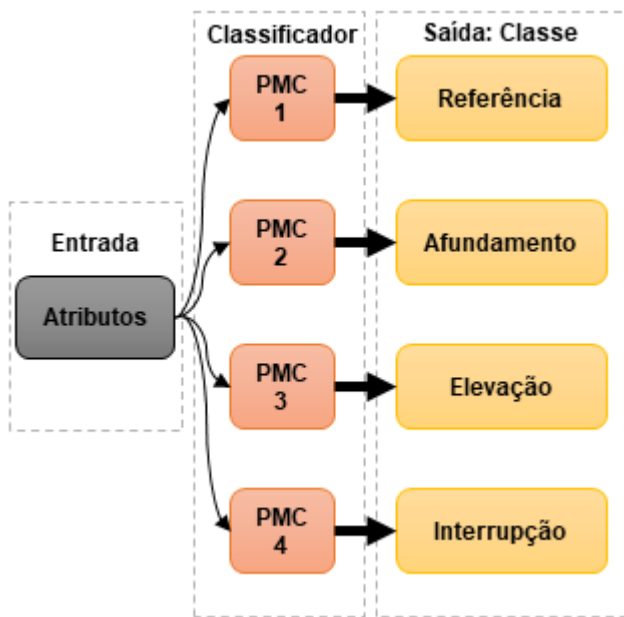 Classificador
Saída: Classe
PMC
1
Referência
PMC
2
Afundamento
Entrada
Atributos
PMC
3
Elevação
PMC
4
Interrupção